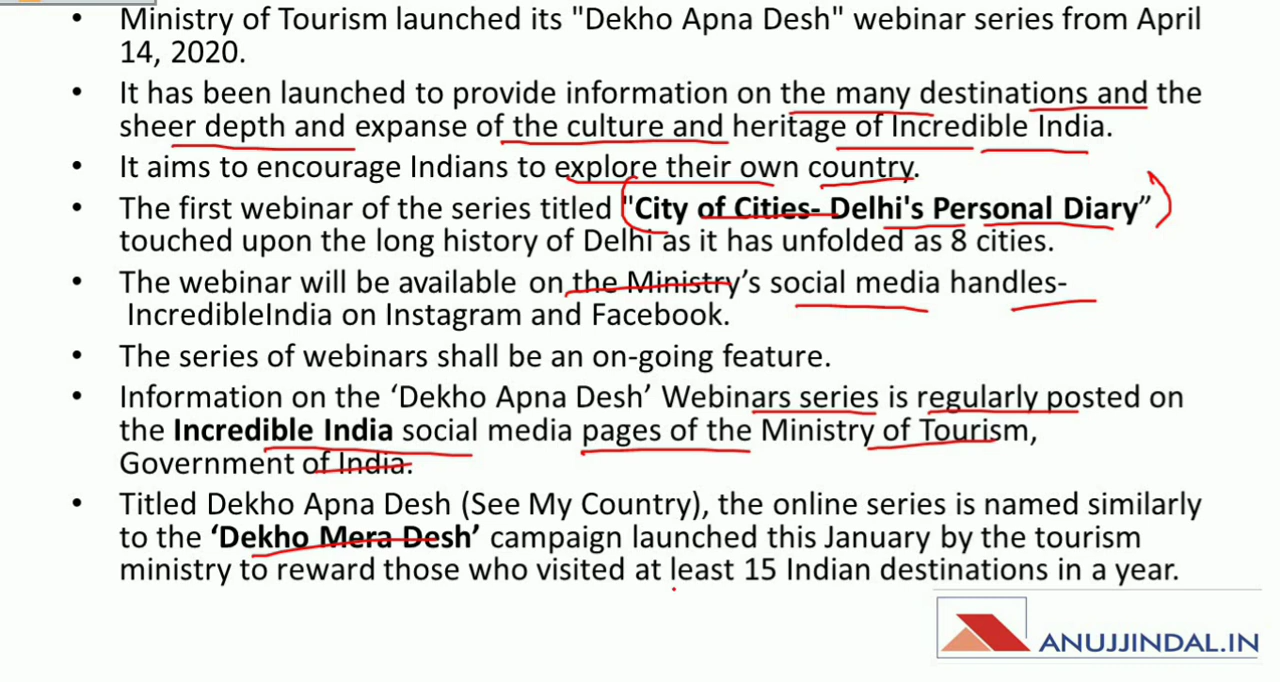 • Ministry of Tourism launched its "Dekho Apna Desh" webinar series from April
14, 2020.
• It has been launched to provide information on the many destinations and the
sheer depth and expanse of the culture and heritage of Incredible India.
• It aims to encourage Indians to explore their own country.
• The first webinar of the series titled "City of Cities- Delhi's Personal Diary”
touched upon the long history of Delhi as it has unfolded as 8 cities.
• The webinar will be available on the Ministry’s social media handles-
IncredibleIndia on Instagram and Facebook.
• The series of webinars shall be an on-going feature.
• Information on the ‘Dekho Apna Desh’ Webinars series is regularly posted on
the Incredible India social media pages of the Ministry of Tourism,
Government of India.
• Titled Dekho Apna Desh (See My Country), the online series is named similarly
to the ‘Dekho Mera Desh’ campaign launched this January by the tourism
ministry to reward those who visited at least 15 Indian destinations in a year.
ANUJJINDAL.IN